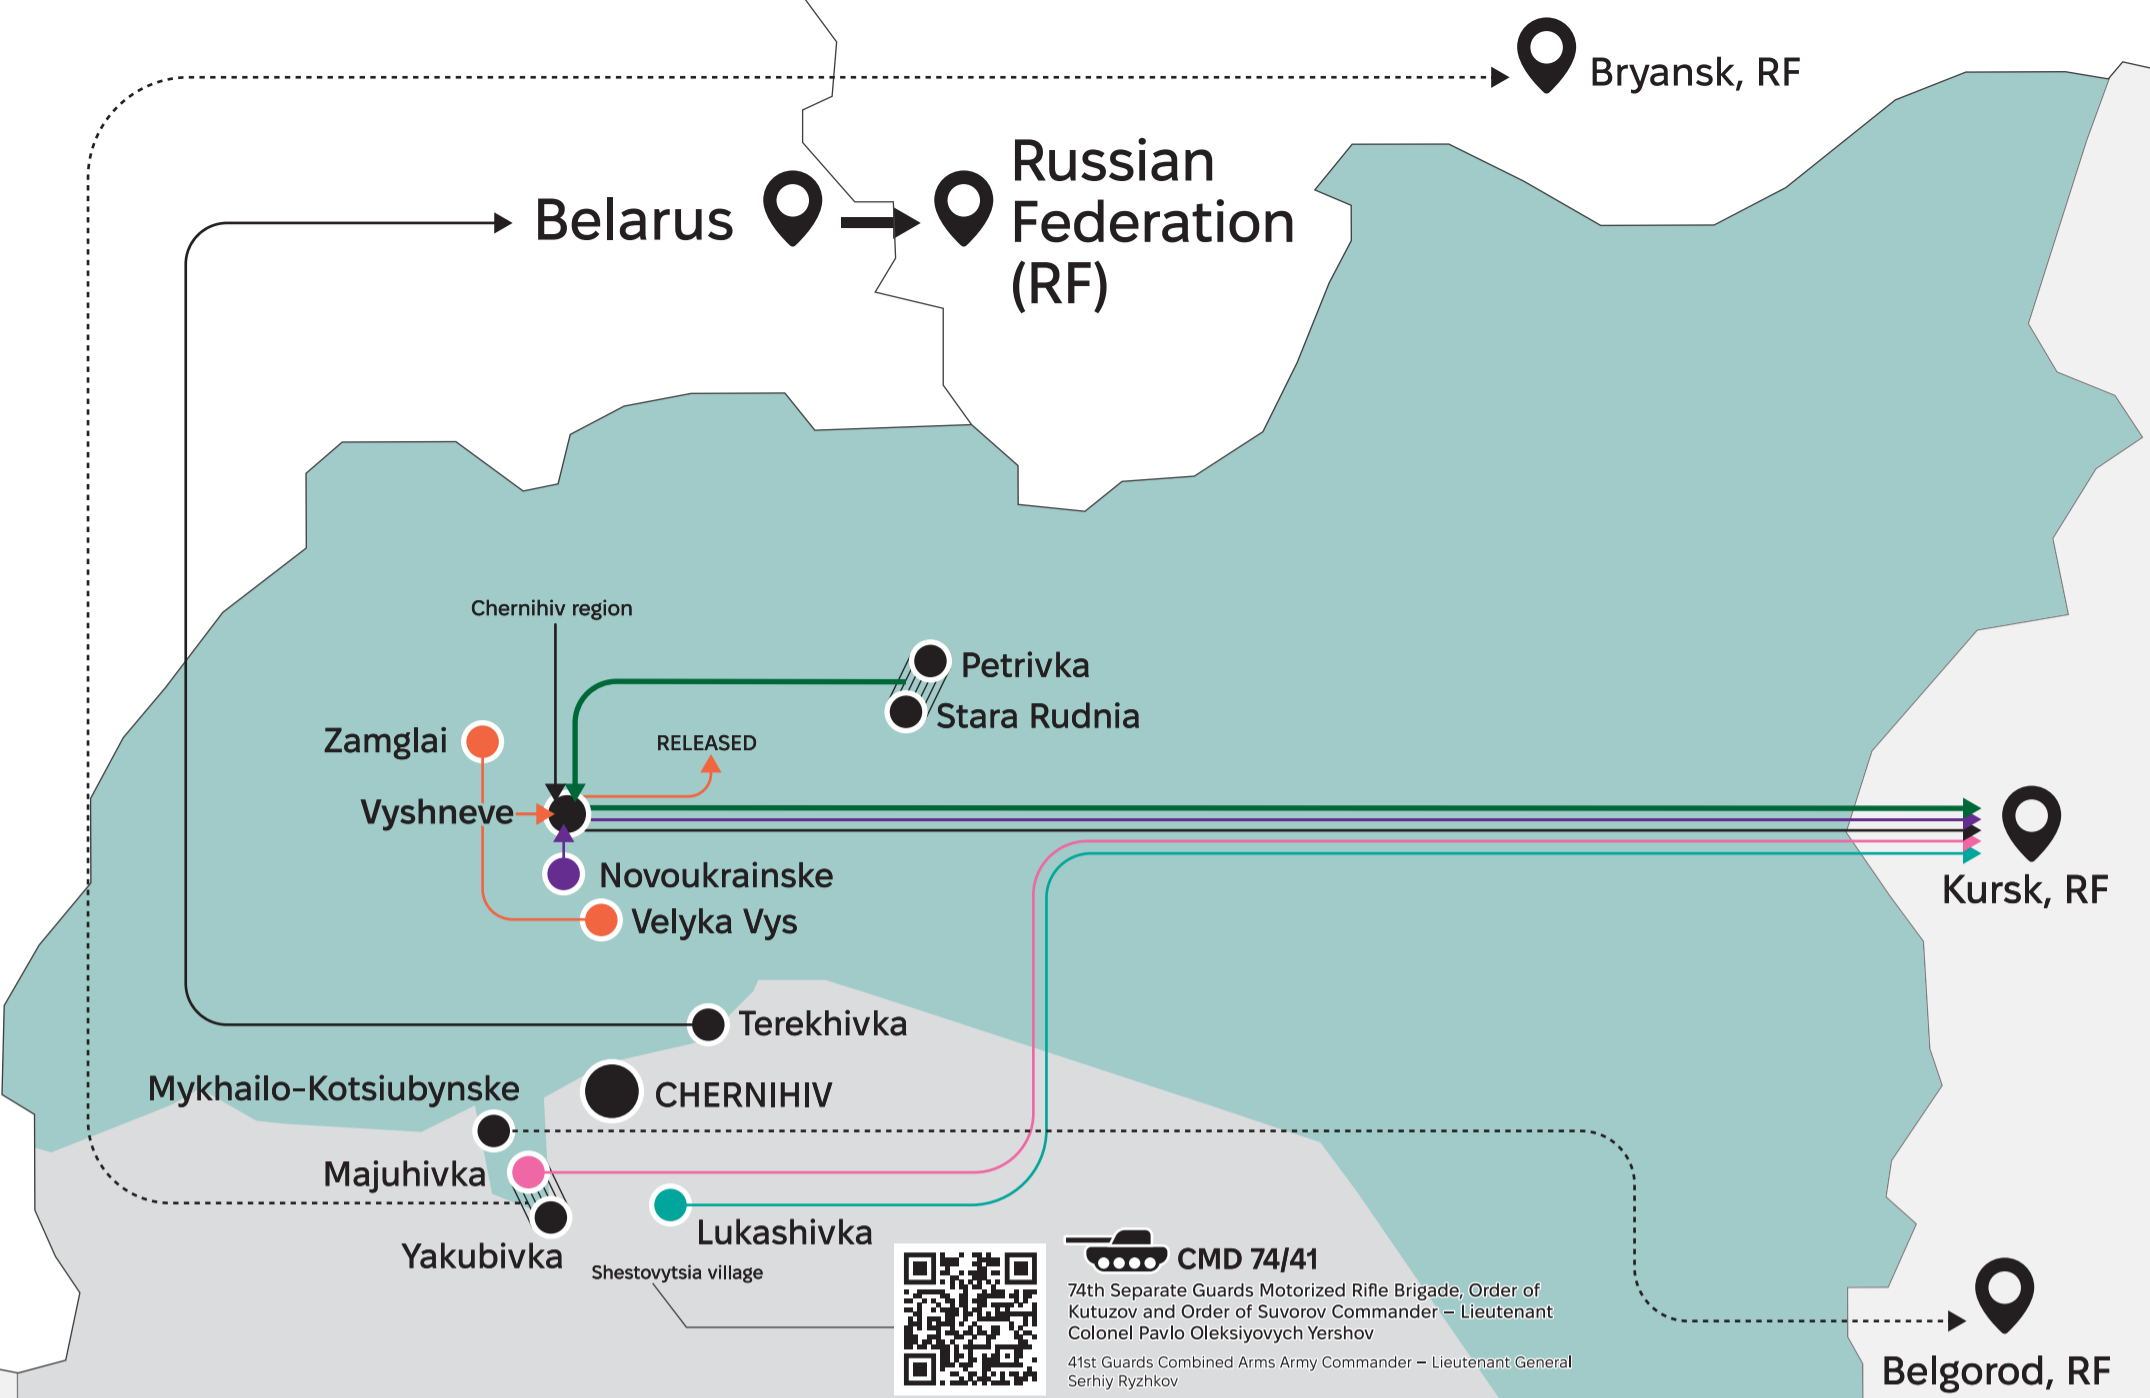 Bryansk, RF
Russian
Federation
(RF)
Belarus
Chernihiv region
Petrivka
Stara Rudnia
Zamglai
RELEASED
Vyshneve
Novoukrainske
Velyka Vys
Kursk, RF
Terekhivka
Mykhailo-Kotsiubynske
CHERNIHIV
Majuhivka
Lukashivka
Yakubivka
Shestovytsia village
CMD 74/41
74th Separate Guards Motorized Rifle Brigade, Order of
Kutuzov and Order of Suvorov Commander – Lieutenant
Colonel Pavlo Oleksiyovych Yershov
41st Guards Combined Arms Army Commander – Lieutenant General
Serhiy Ryzhkov
Belgorod, RF